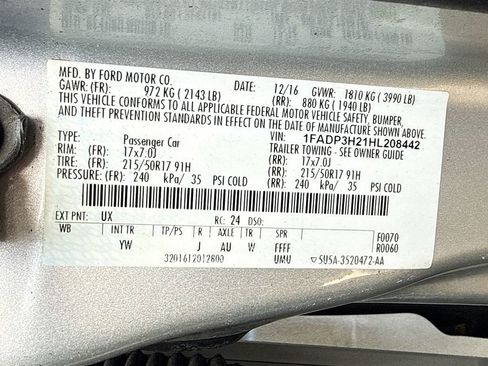 MFD. BY FORD MOTOR CO. DATE: 12/16 GVWR: 1810 KG ( 3990 LB)
GAWR: (FR): 972 KG ( 2143 LB) (RR): 880 KG ( 1940 LB)
THIS VEHICLE CONFORMS TO ALL APPLICABLE FEDERAL MOTOR VEHICLE SAFETY, BUMPER,
AND THEFT PREVENTION STANDARDS IN EFFECT ON THE DATE OF MANUFACTURE SHOWN ABOVE.
VIN: 1FADP3H21HL208442
TYPE: Passenger Car TRAILER TOWING - SEE OWNER GUIDE
RIM: (FR): 17x7.0J (RR): 17x7.0J
TIRE: (FR): 215/50R17 91H (RR): 215/50R17 91H
PRESSURE: (FR): 240 kPa/ 35 PSI COLD (RR): 240 kPa/ 35 PSI COLD
EXT PNT: UX RC: 24 DSO: F0070
WB INT TR TP/PS R AXLE TR SPR R0060
YW J AU W FFFF
3201612012800 UMU 5U5A-3520472-AA